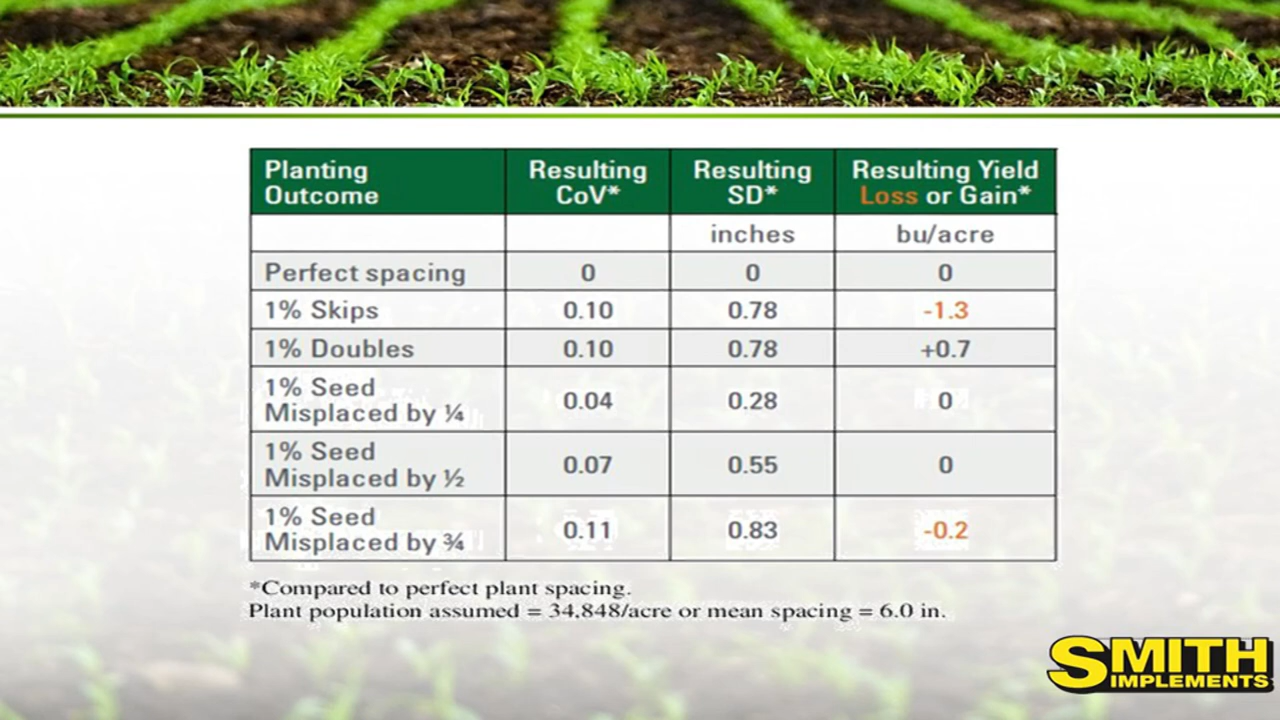 Planting Outcome | Resulting CoV* | Resulting SD* | Resulting Yield Loss or Gain*
inches | bu/acre
Perfect spacing | 0 | 0 | 0
1% Skips | 0.10 | 0.78 | -1.3
1% Doubles | 0.10 | 0.78 | +0.7
1% Seed Misplaced by ¼ | 0.04 | 0.28 | 0
1% Seed Misplaced by ½ | 0.07 | 0.55 | 0
1% Seed Misplaced by ¾ | 0.11 | 0.83 | -0.2
*Compared to perfect plant spacing.
Plant population assumed = 34,848/acre or mean spacing = 6.0 in.
SMITH
IMPLEMENTS